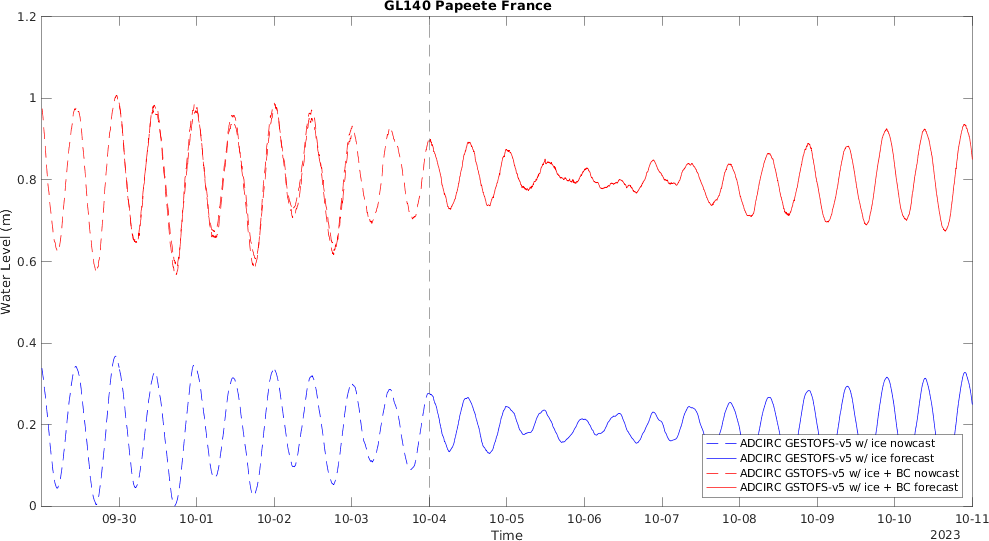 GL140 Papeete France
1.2
1
0.8
0.6
0.4
0.2
0
Water Level (m)
ADCIRC GESTOFS-v5 w/ ice nowcast
ADCIRC GESTOFS-v5 w/ ice forecast
ADCIRC GSTOFS-v5 w/ ice + BC nowcast
ADCIRC GSTOFS-v5 w/ ice + BC forecast
09-30 10-01 10-02 10-03 10-04 10-05 10-06 10-07 10-08 10-09 10-10 10-11
Time
2023